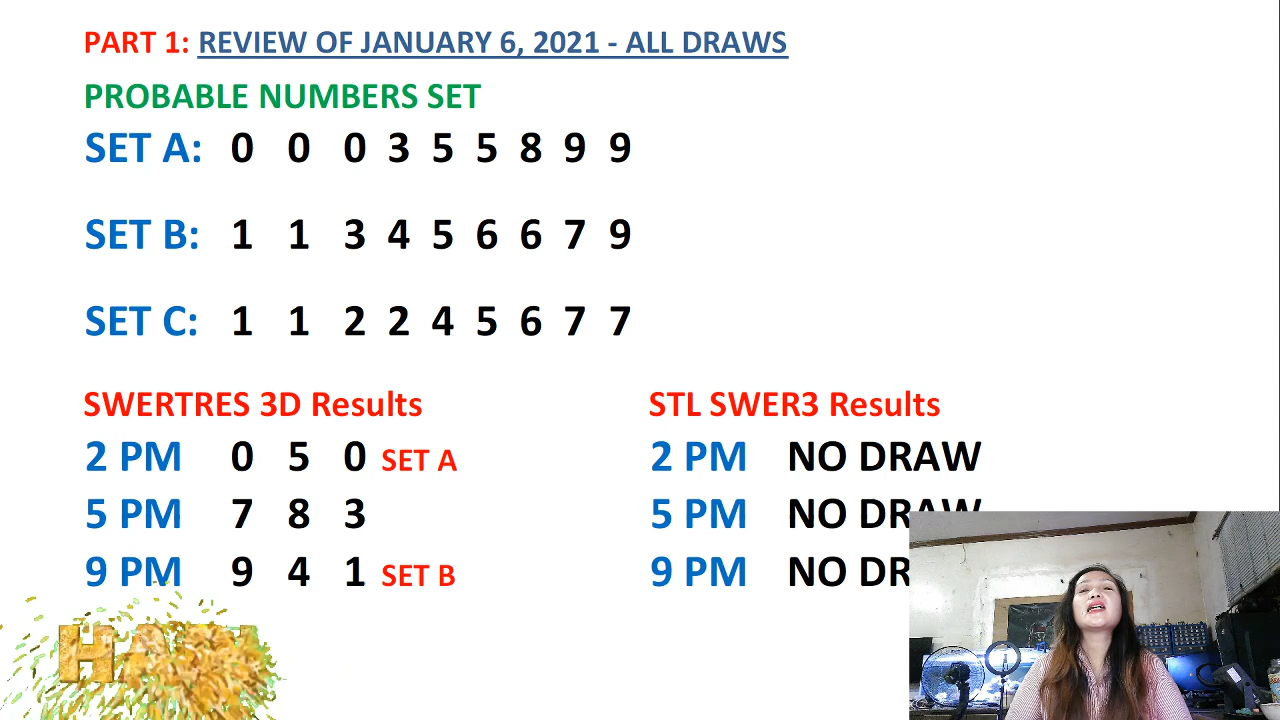 PART 1: REVIEW OF JANUARY 6, 2021 - ALL DRAWS
PROBABLE NUMBERS SET
SET A: 0 0 0 3 5 5 8 9 9
SET B: 1 1 3 4 5 6 6 7 9
SET C: 1 1 2 2 4 5 6 7 7
SWERTRES 3D Results
2 PM 0 5 0 SET A
5 PM 7 8 3
9 PM 9 4 1 SET B
STL SWER3 Results
2 PM NO DRAW
5 PM NO DRAW
9 PM NO